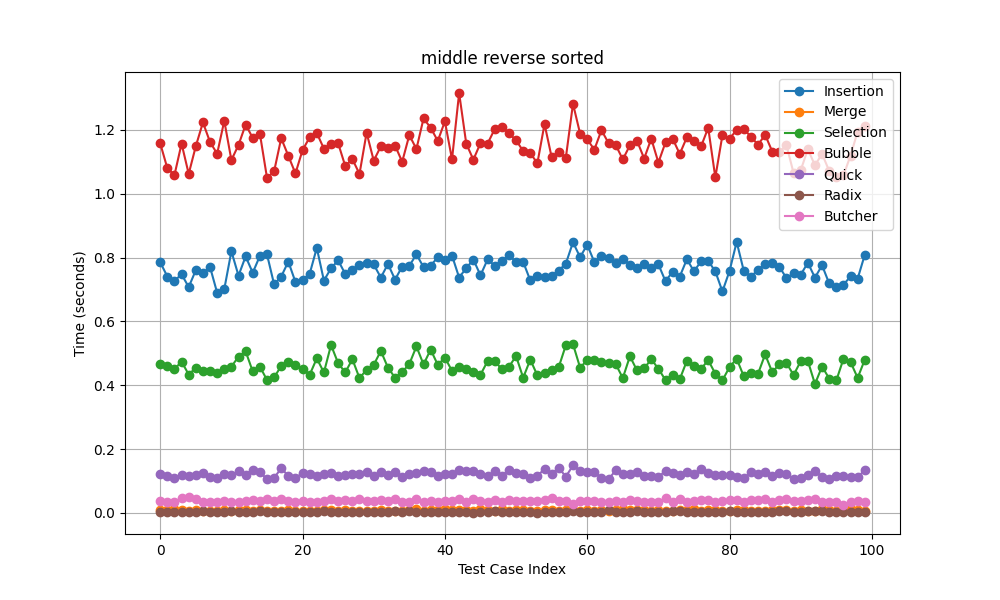 middle reverse sorted
Insertion
Merge
Selection
Bubble
Quick
Radix
Butcher
1.2
1.0
0.8
0.6
0.4
0.2
0.0
Time (seconds)
0 20 40 60 80 100
Test Case Index